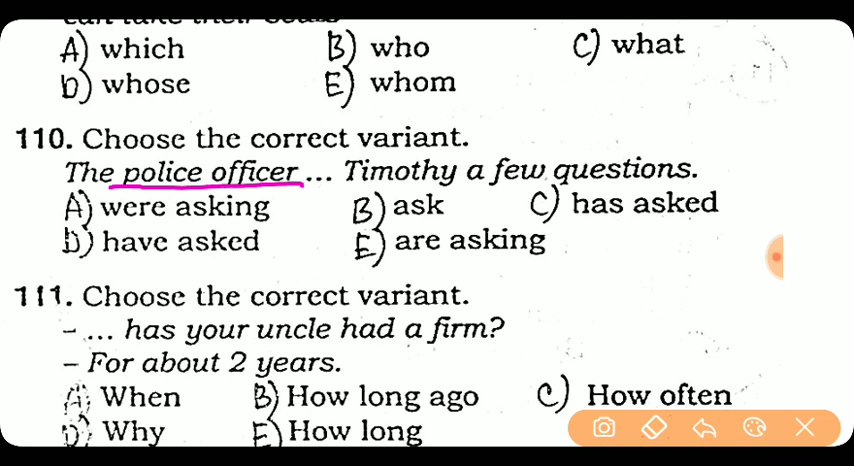 A) which B) who C) what
D) whose E) whom
110. Choose the correct variant.
The police officer ... Timothy a few questions.
A) were asking B) ask C) has asked
D) have asked E) are asking
111. Choose the correct variant.
– ... has your uncle had a firm?
– For about 2 years.
A) When B) How long ago C) How often
D) Why E) How long